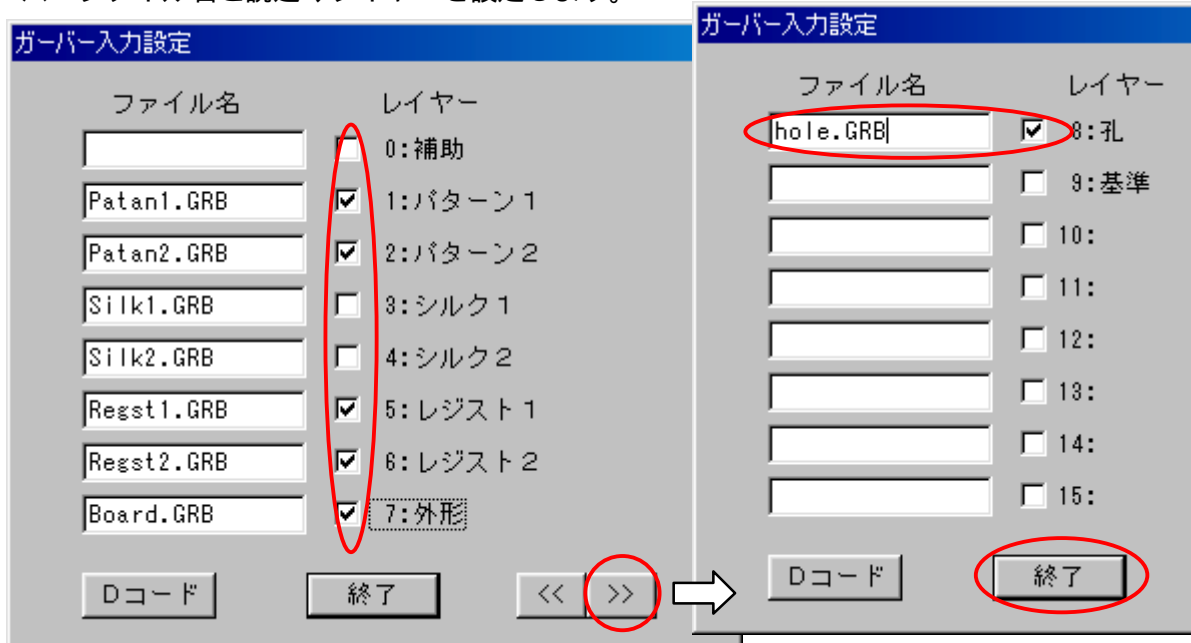 ガーバー入力設定
ファイル名 レイヤー
0:補助
Patan1.GRB 1:パターン1
Patan2.GRB 2:パターン2
Silk1.GRB 3:シルク1
Silk2.GRB 4:シルク2
Regst1.GRB 5:レジスト1
Regst2.GRB 6:レジスト2
Board.GRB 7:外形
Dコード 終了 << >>
ガーバー入力設定
ファイル名 レイヤー
hole.GRB 8:孔
9:基準
10:
11:
12:
13:
14:
15:
Dコード 終了